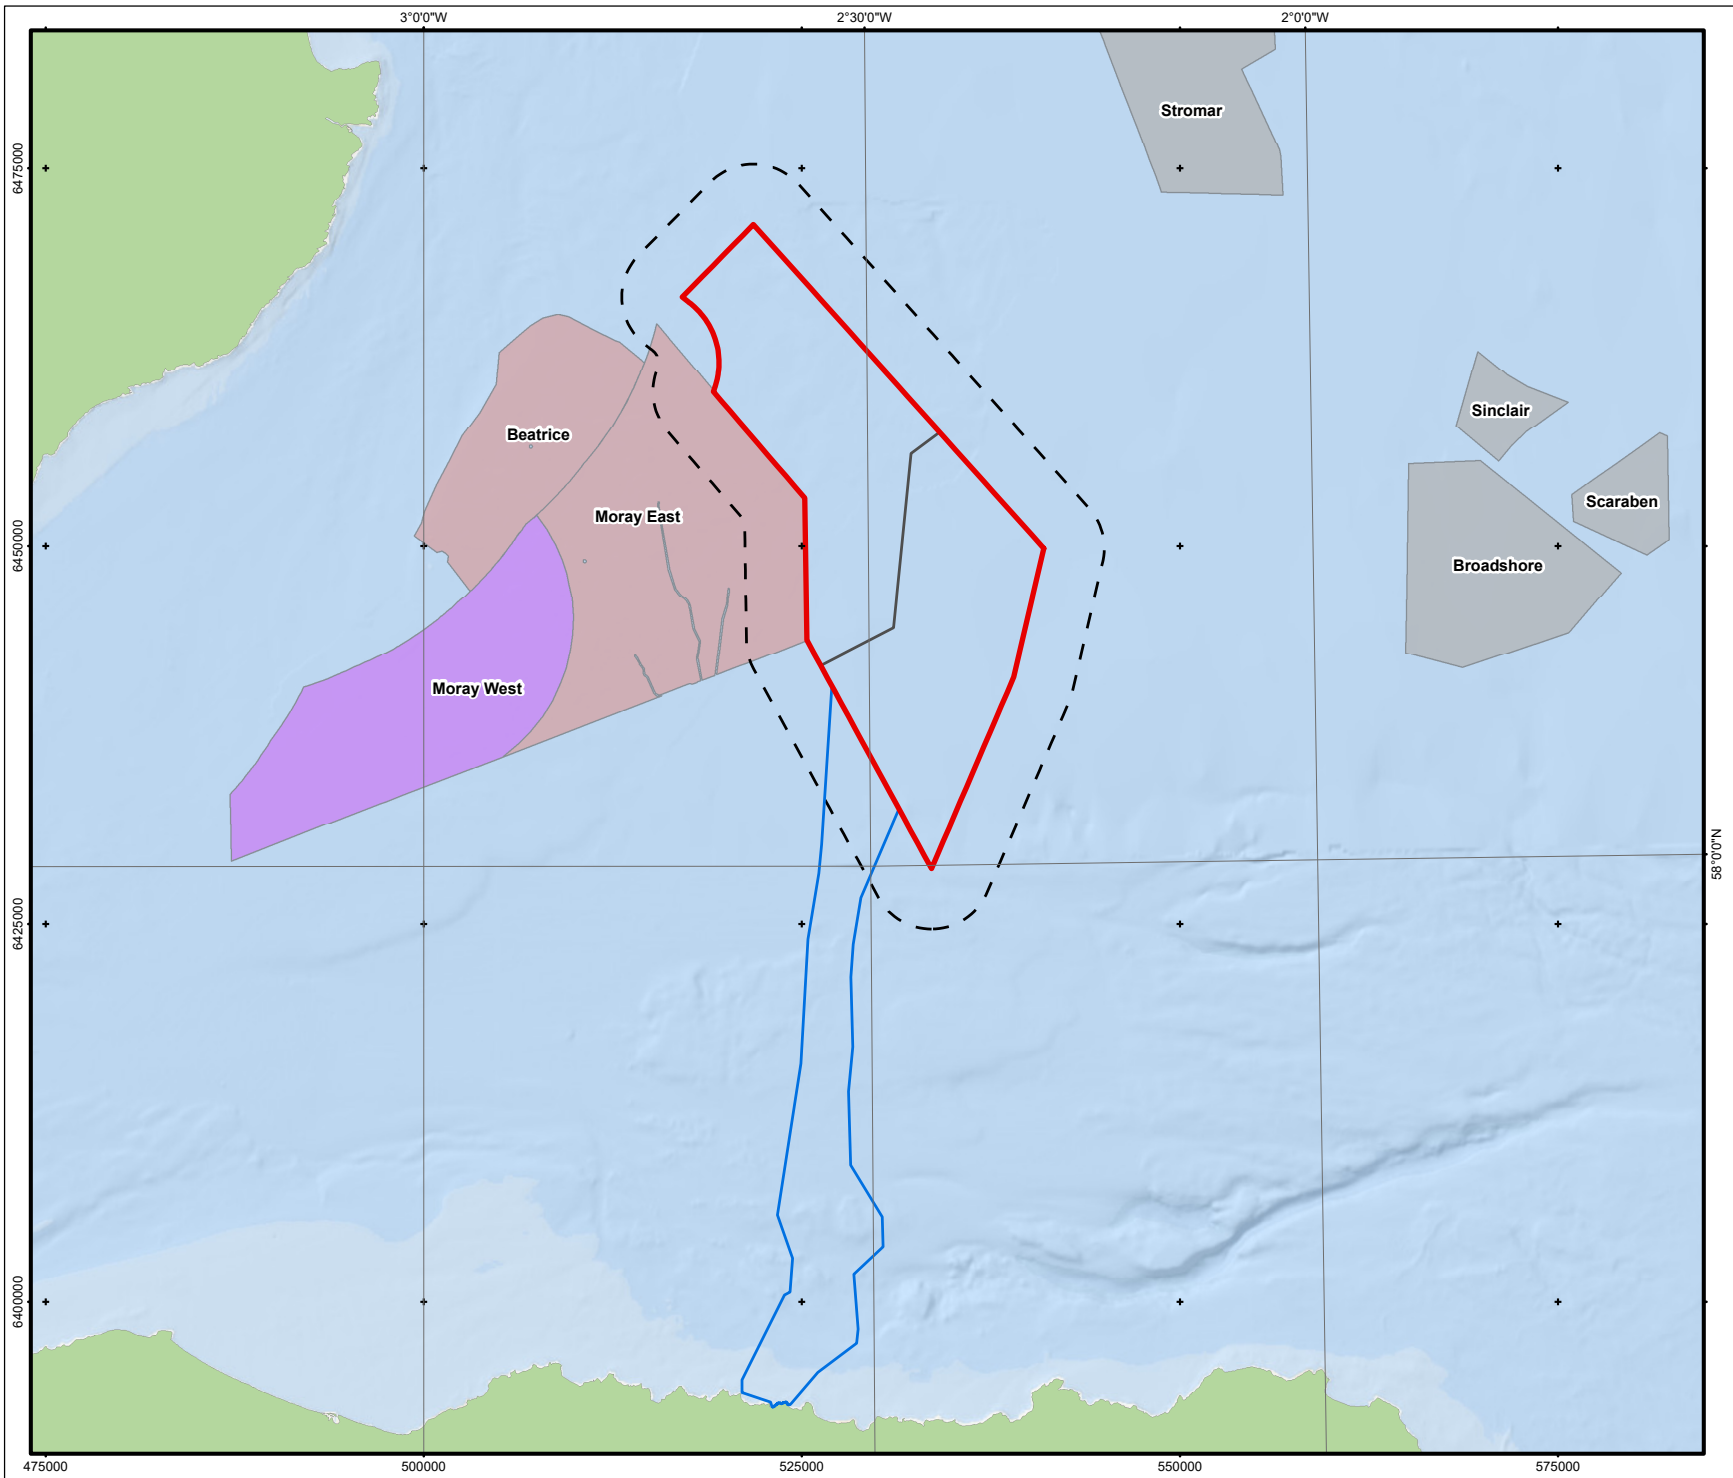 3°0'0"W 2°30'0"W 2°0'0"W
Stromar
6475000
Sinclair
Beatrice
Scaraben
Moray East
6450000
Broadshore
Moray West
58°0'0"N
6425000
6400000
475000 500000 525000 550000 575000